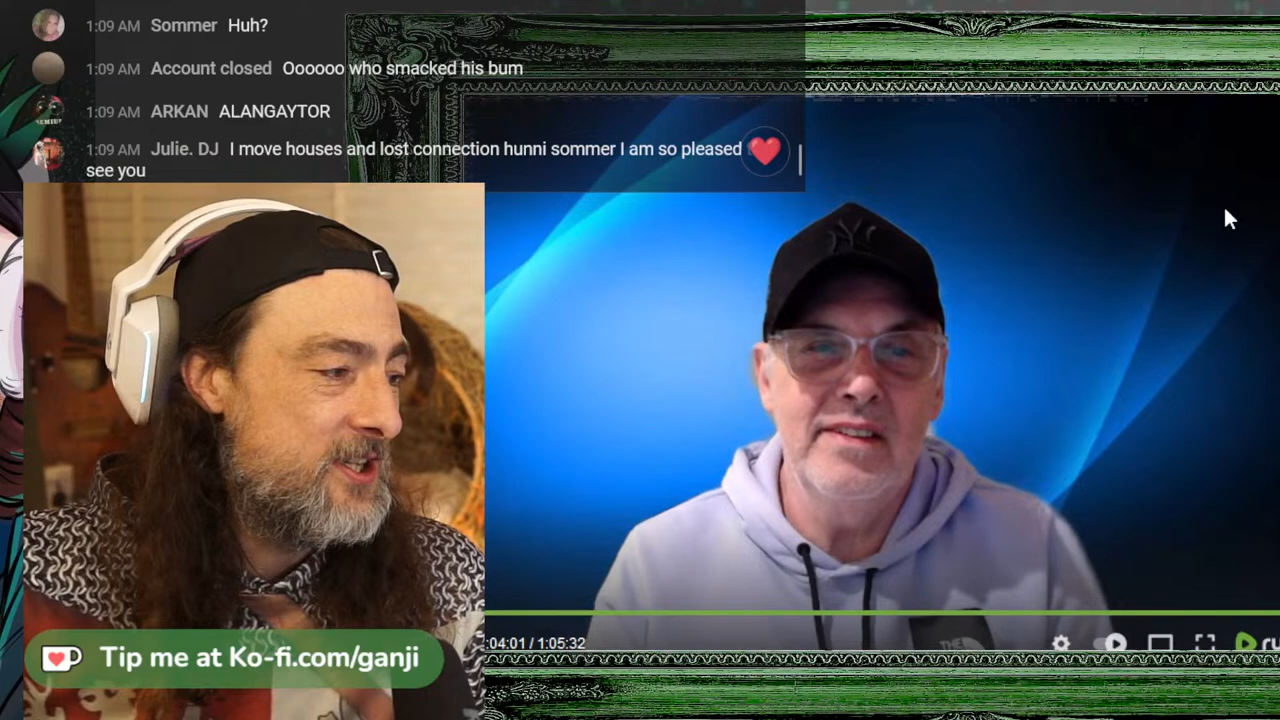 1:09 AM Sommer Huh?
1:09 AM Account closed Oooooo who smacked his bum
1:09 AM ARKAN ALANGAYTOR
1:09 AM Julie. DJ I move houses and lost connection hunni sommer I am so pleased
see you
NY
Tip me at Ko-fi.com/ganji
:04:01 / 1:05:32
THE